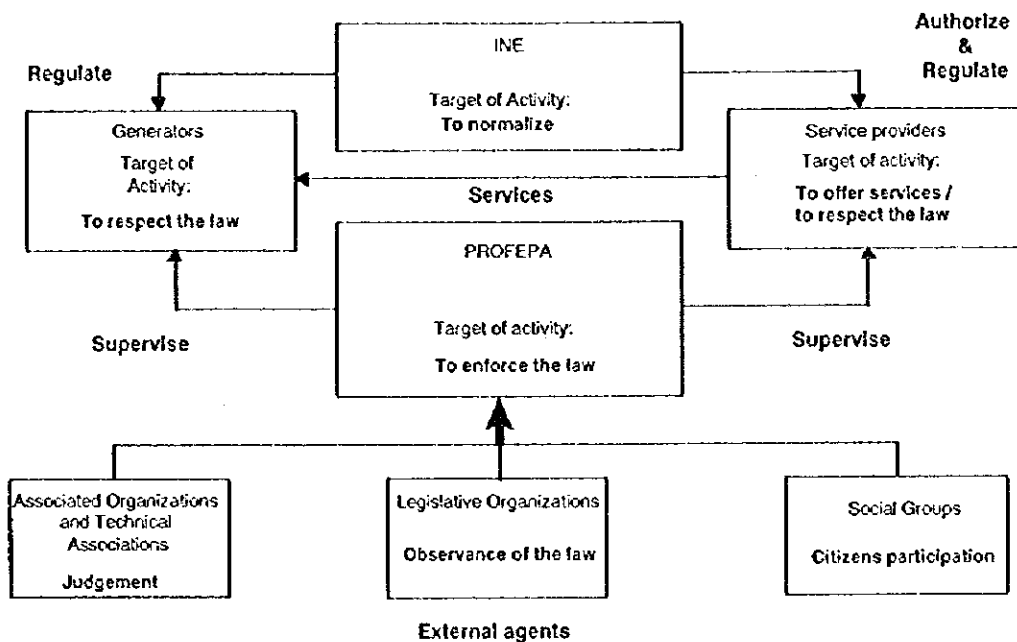 Authorize
&
Regulate
Regulate
INE
Target of Activity:
To normalize
Generators
Target of
Activity:
To respect the law
Service providers
Target of activity:
To offer services /
to respect the law
Services
PROFEPA
Target of activity:
To enforce the law
Supervise
Supervise
Associated Organizations
and Technical
Associations
Judgement
Legislative Organizations
Observance of the law
Social Groups
Citizens participation
External agents